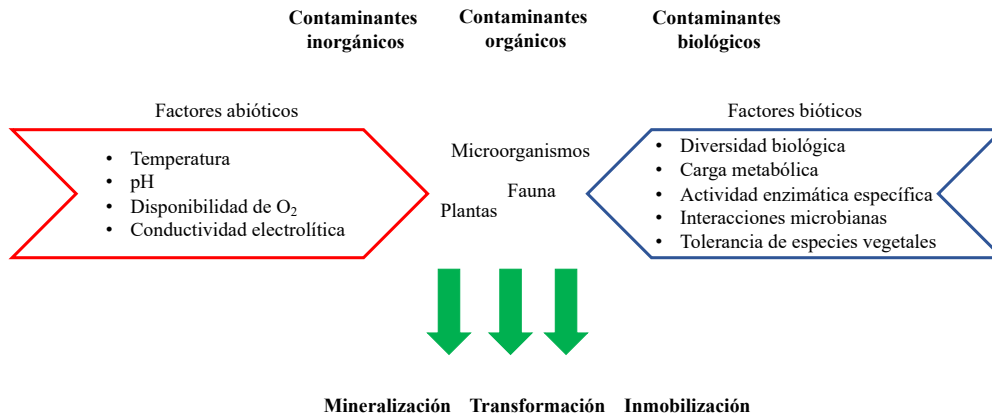 Contaminantes
inorgánicos
Contaminantes
orgánicos
Contaminantes
biológicos
Factores abióticos
• Temperatura
• pH
• Disponibilidad de O₂
• Conductividad electrolítica
Microorganismos
Fauna
Plantas
Factores bióticos
• Diversidad biológica
• Carga metabólica
• Actividad enzimática específica
• Interacciones microbianas
• Tolerancia de especies vegetales
Mineralización
Transformación
Inmobilización